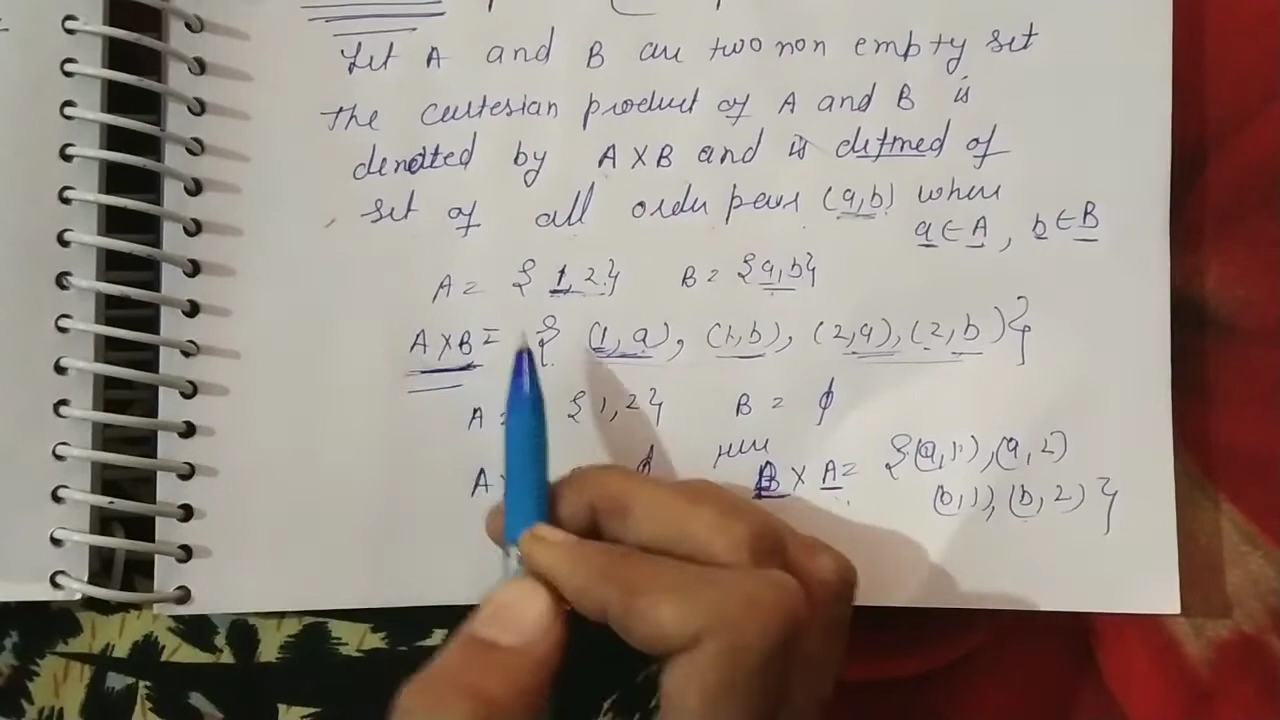 Let A and B are two non empty set
The cartesian product of A and B is
denoted by A X B and is defined of
set of all order pairs (a,b) where
a ∈ A, b ∈ B
A = {1, 2} B = {a, b}
A X B = { (1, a), (1, b), (2, a), (2, b) }
A = {1, 2} B = ϕ
A ϕ
B X A = {(a, 1), (a, 2)
(b, 1), (b, 2) }